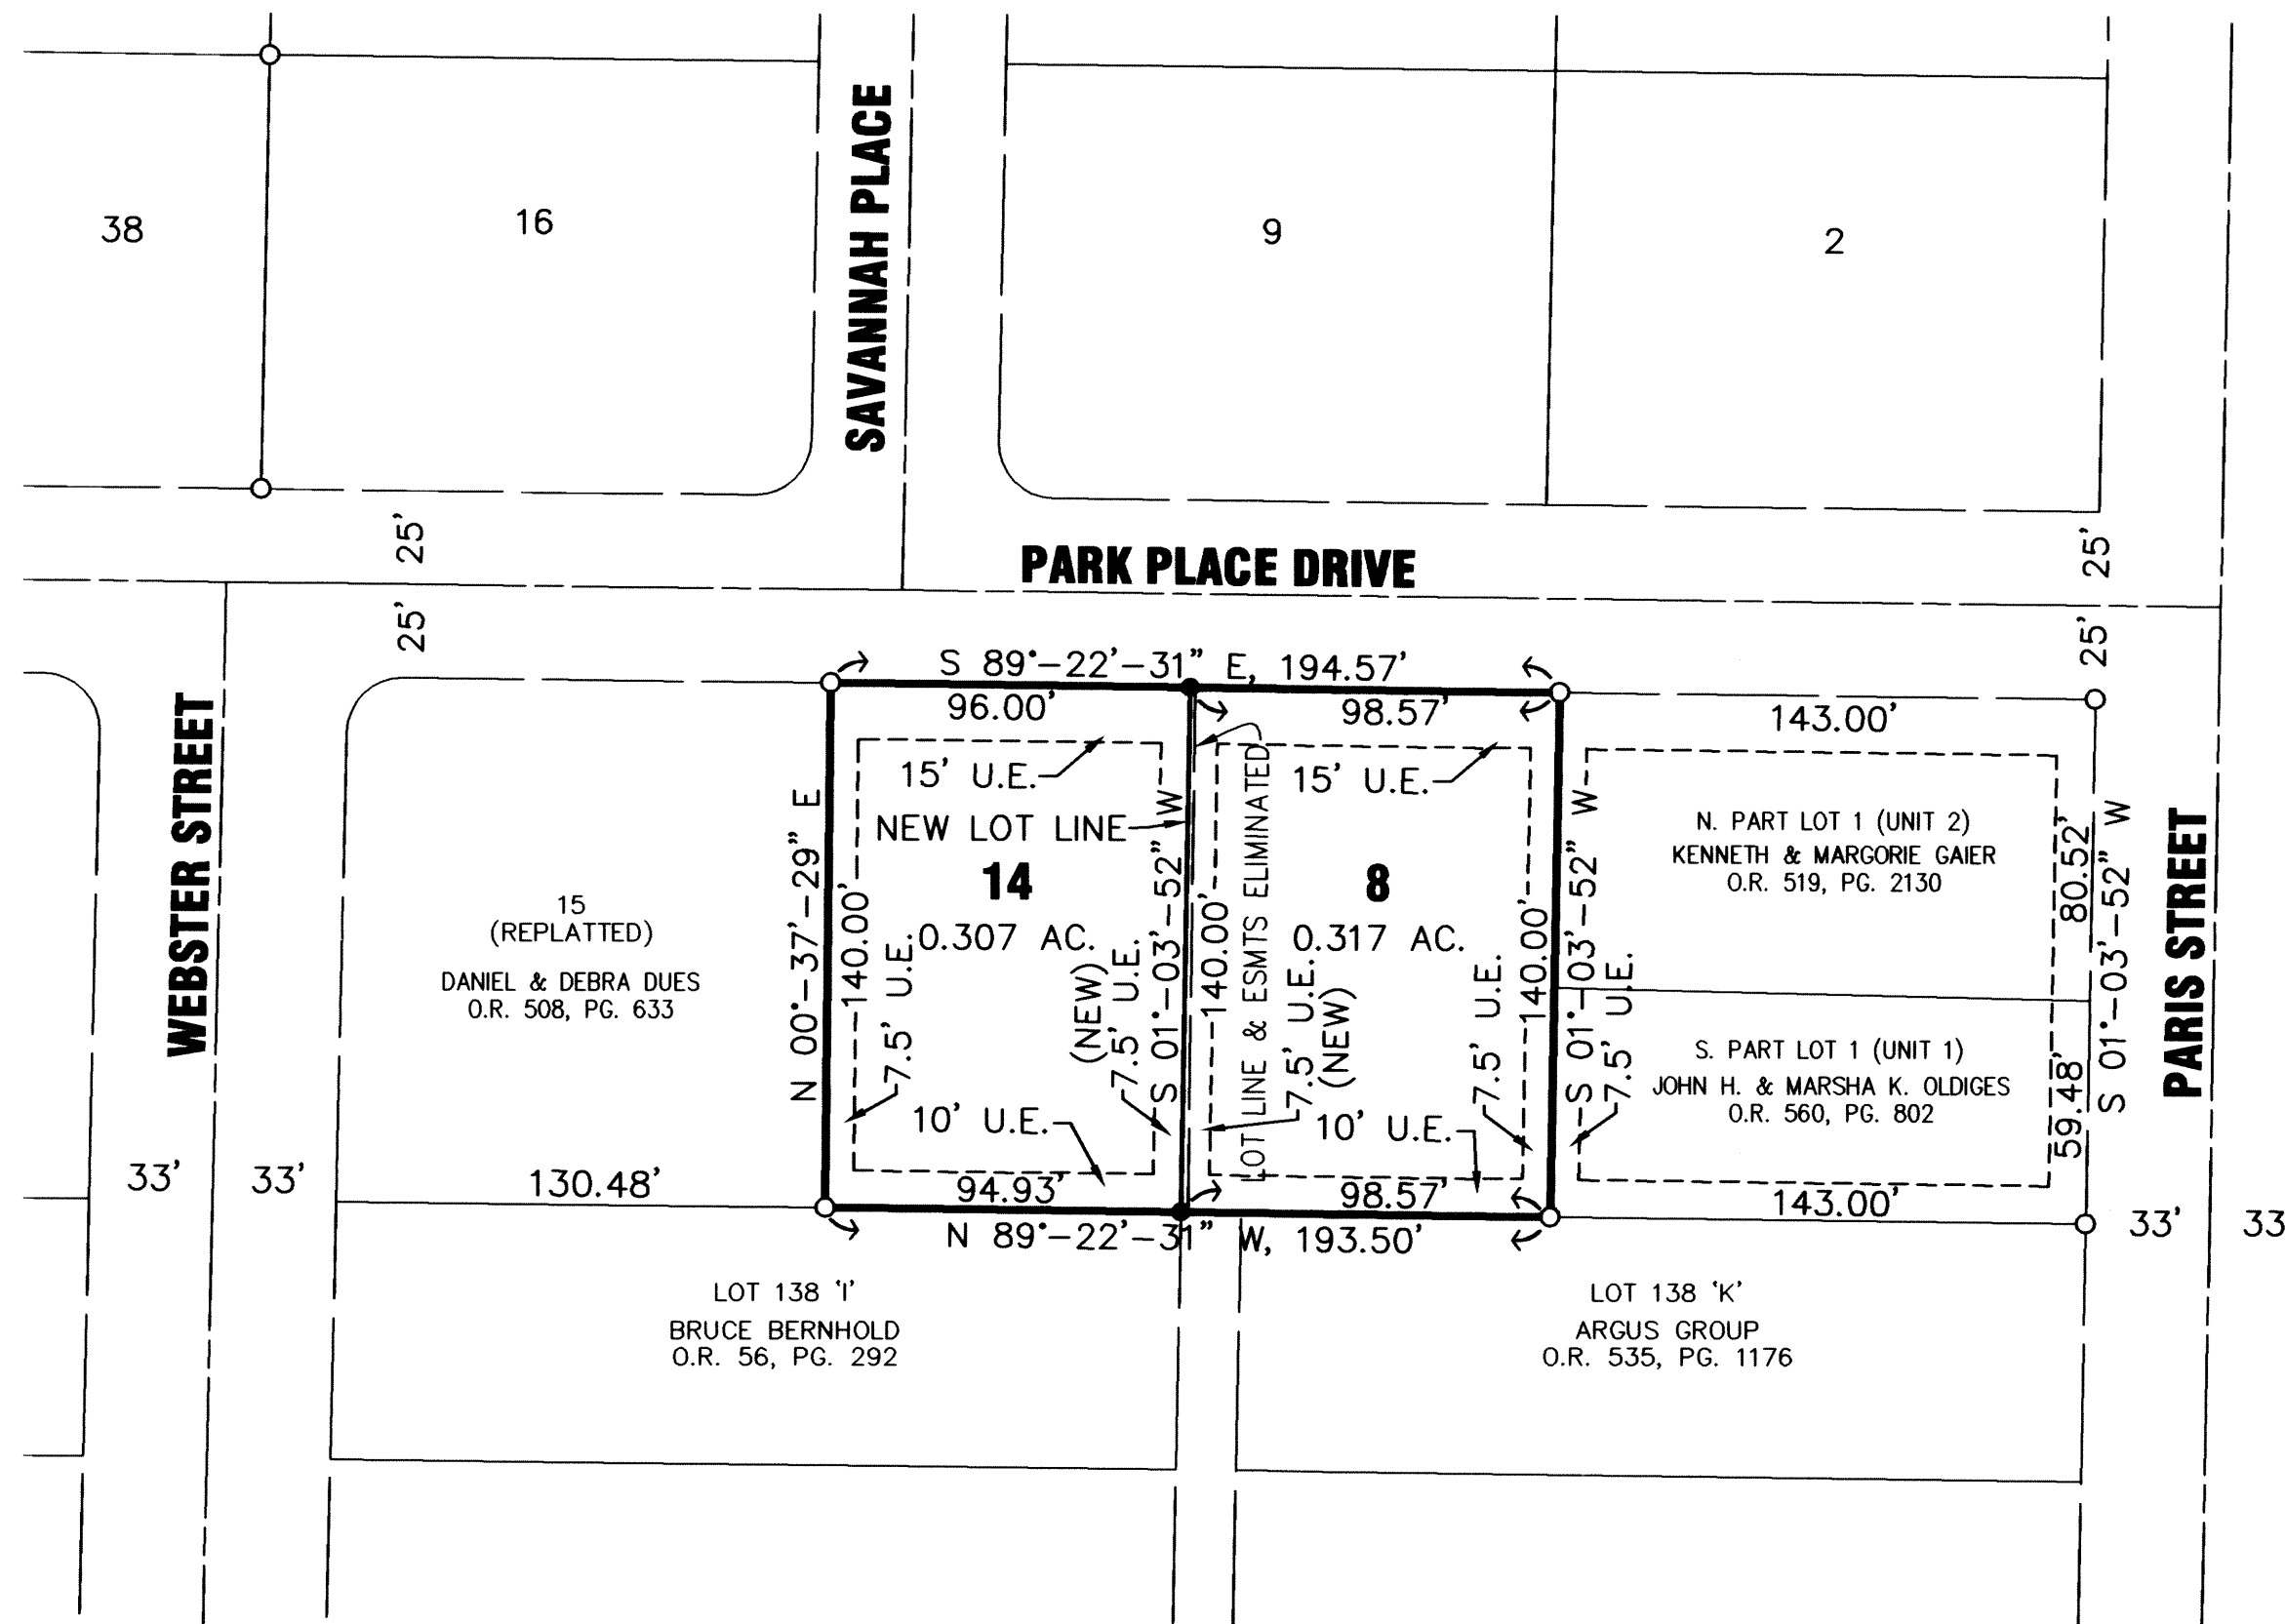 38
16
9
2
SAVANNAH PLACE
25'
25'
PARK PLACE DRIVE
25'
25'
WEBSTER STREET
S 89°-22'-31" E, 194.57'
96.00'
98.57'
143.00'
15' U.E.
15' U.E.
NEW LOT LINE
14
0.307 AC.
8
0.317 AC.
N 00°-37'-29" E
140.00'
7.5' U.E.
(NEW)
7.5' U.E.
S 01°-03'-52" W
140.00'
LOT LINE & ESMTS ELIMINATED
7.5' U.E.
(NEW)
7.5' U.E.
140.00'
S 01°-03'-52" W
7.5' U.E.
10' U.E.
10' U.E.
15
(REPLATTED)
DANIEL & DEBRA DUES
O.R. 508, PG. 633
N. PART LOT 1 (UNIT 2)
KENNETH & MARGORIE GAIER
O.R. 519, PG. 2130
S. PART LOT 1 (UNIT 1)
JOHN H. & MARSHA K. OLDIGES
O.R. 560, PG. 802
80.52'
59.48'
S 01°-03'-52" W
PARIS STREET
33'
33'
130.48'
94.93'
98.57'
143.00'
33'
33
N 89°-22'-31" W, 193.50'
LOT 138 'I'
BRUCE BERNHOLD
O.R. 56, PG. 292
LOT 138 'K'
ARGUS GROUP
O.R. 535, PG. 1176